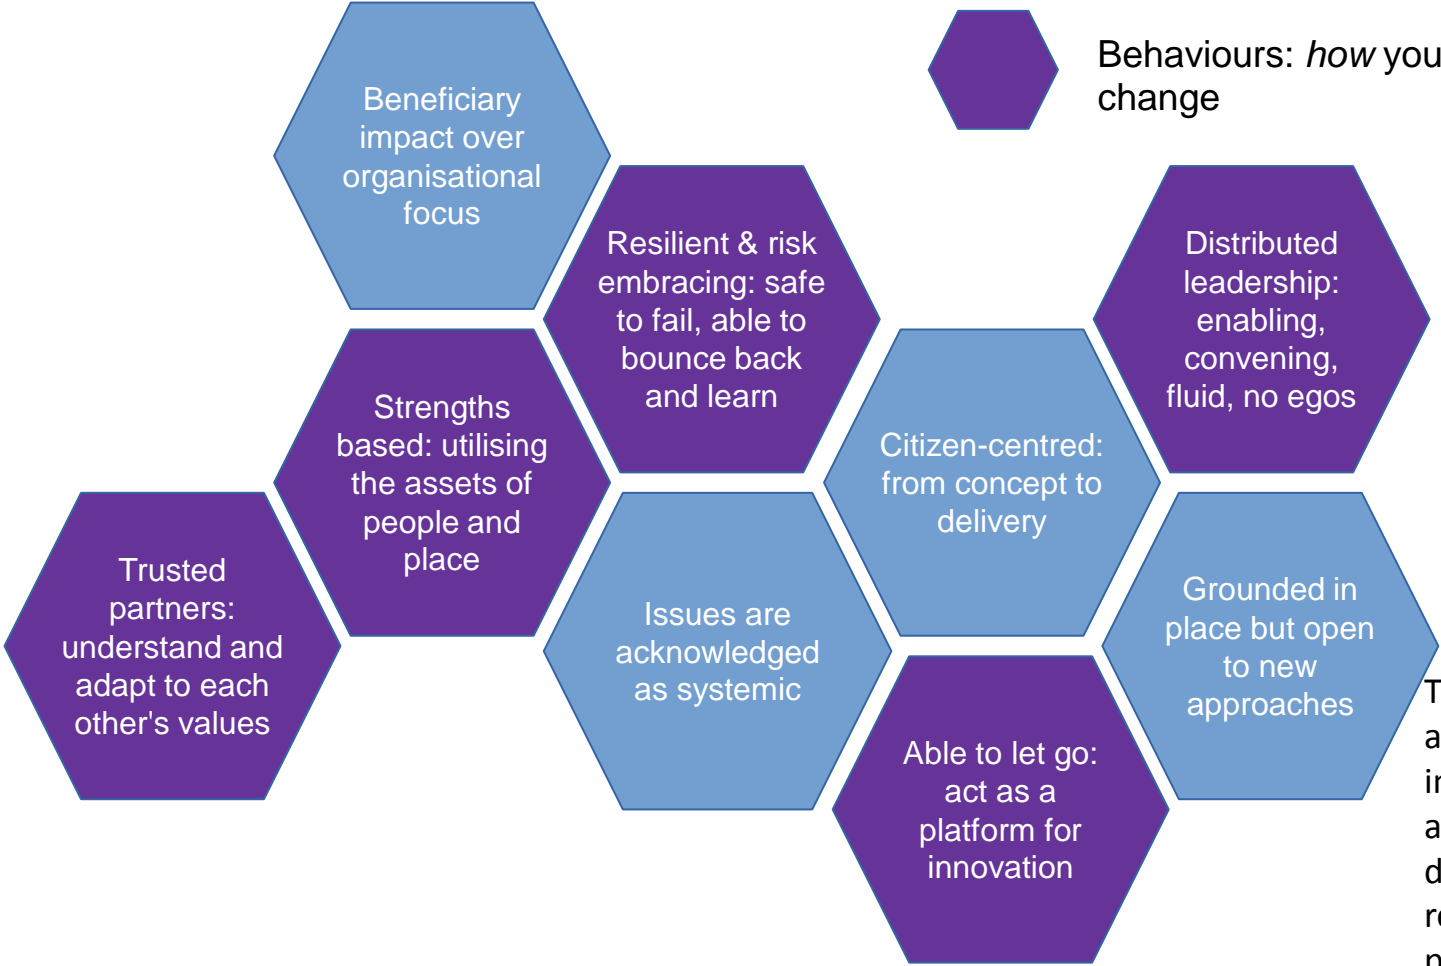 Behaviours: how you
change
Beneficiary
impact over
organisational
focus
Resilient & risk
embracing: safe
to fail, able to
bounce back
and learn
Distributed
leadership:
enabling,
convening,
fluid, no egos
Strengths
based: utilising
the assets of
people and
place
Citizen-centred:
from concept to
delivery
Trusted
partners:
understand and
adapt to each
other's values
Issues are
acknowledged
as systemic
Grounded in
place but open
to new
approaches
Able to let go:
act as a
platform for
innovation